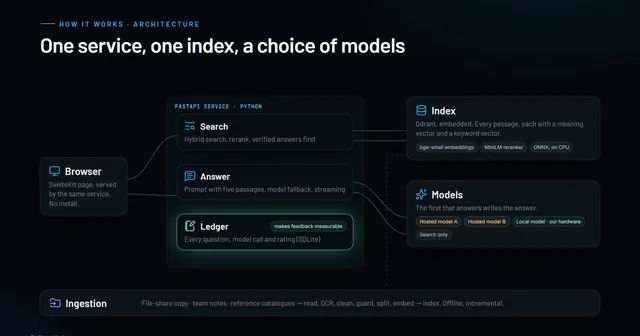 HOW IT WORKS · ARCHITECTURE
One service, one index, a choice of models
FASTAPI SERVICE · PYTHON
Search
Hybrid search, rerank, verified answers first
Answer
Prompt with five passages, model fallback, streaming
Ledger
makes feedback measurable
Every question, model call and rating (SQLite)
Browser
SvelteKit page, served
by the same service.
No install.
Index
Qdrant, embedded. Every passage, each with a meaning
vector and a keyword vector.
bge-small embeddings
MiniLM reranker
ONNX, on CPU
Models
The first that answers writes the answer.
Hosted model A
Hosted model B
Local model · our hardware
Search only
Ingestion
File-share copy · team notes · reference catalogues → read, OCR, clean, guard, split, embed → index. Offline, incremental.